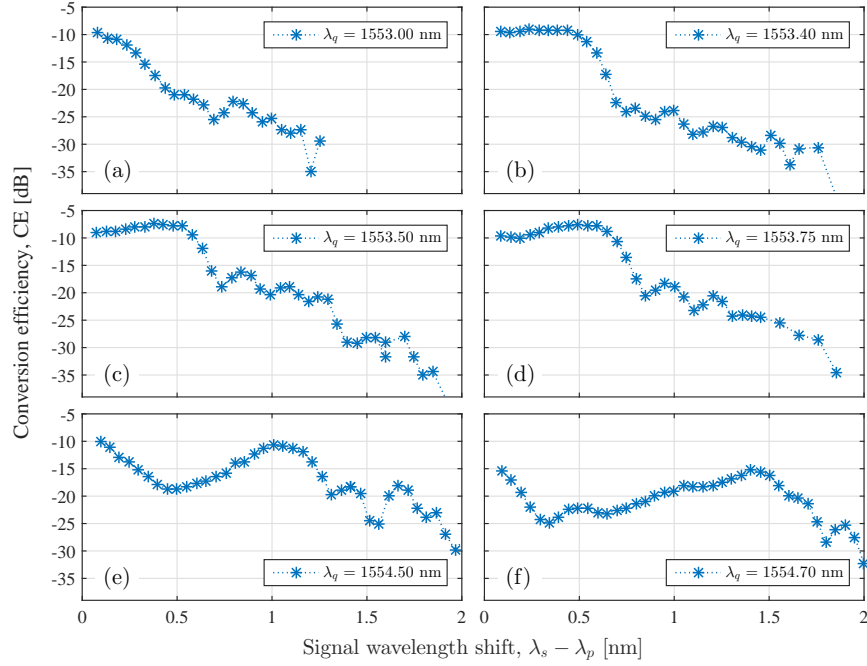 -5
-10
-15
-20
-25
-30
-35
λq = 1553.00 nm
(a)
λq = 1553.40 nm
(b)
-5
-10
-15
-20
-25
-30
-35
λq = 1553.50 nm
(c)
λq = 1553.75 nm
(d)
-5
-10
-15
-20
-25
-30
-35
λq = 1554.50 nm
(e)
λq = 1554.70 nm
(f)
0 0.5 1 1.5 2
0 0.5 1 1.5 2
Conversion efficiency, CE [dB]
Signal wavelength shift, λs − λp [nm]